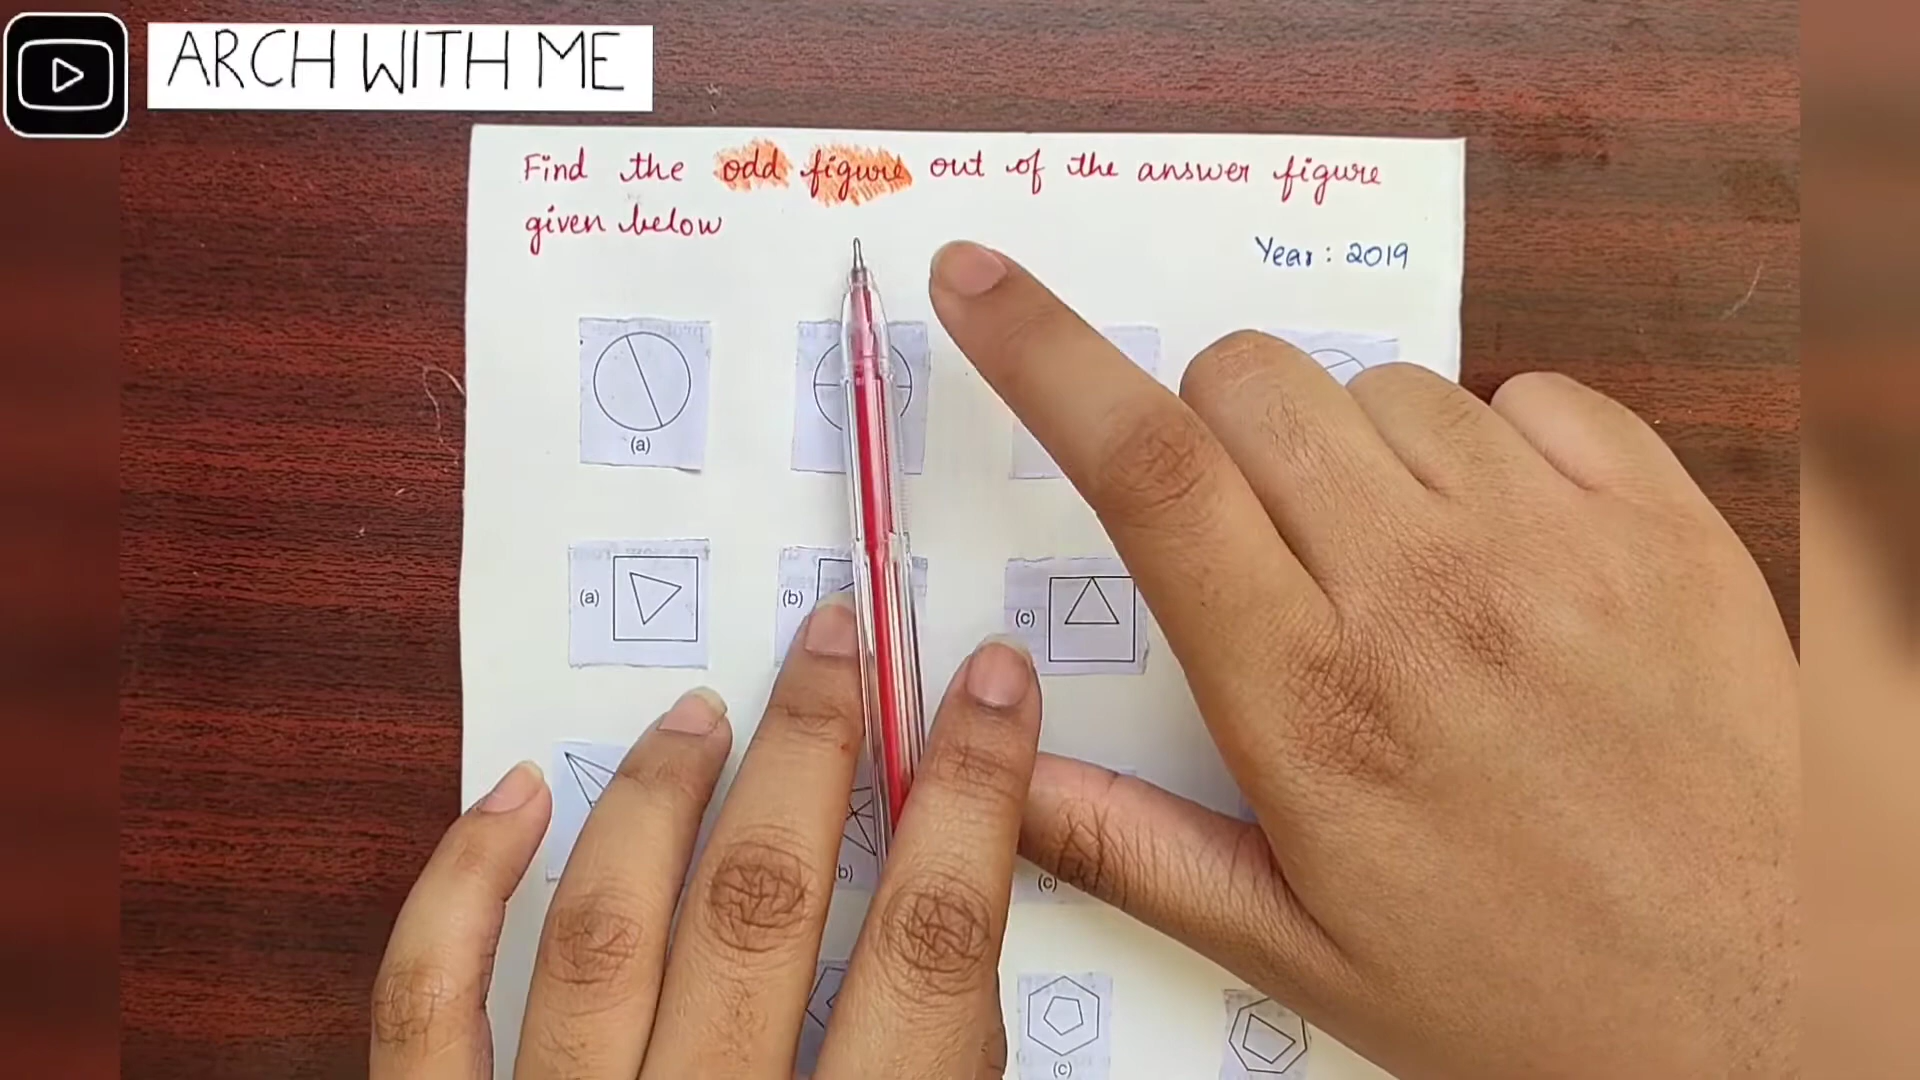 ARCH WITH ME
Find the odd figure out of the answer figure
given below
Year : 2019
(a)
(a)
(b)
(c)
b)
(c)
(c)